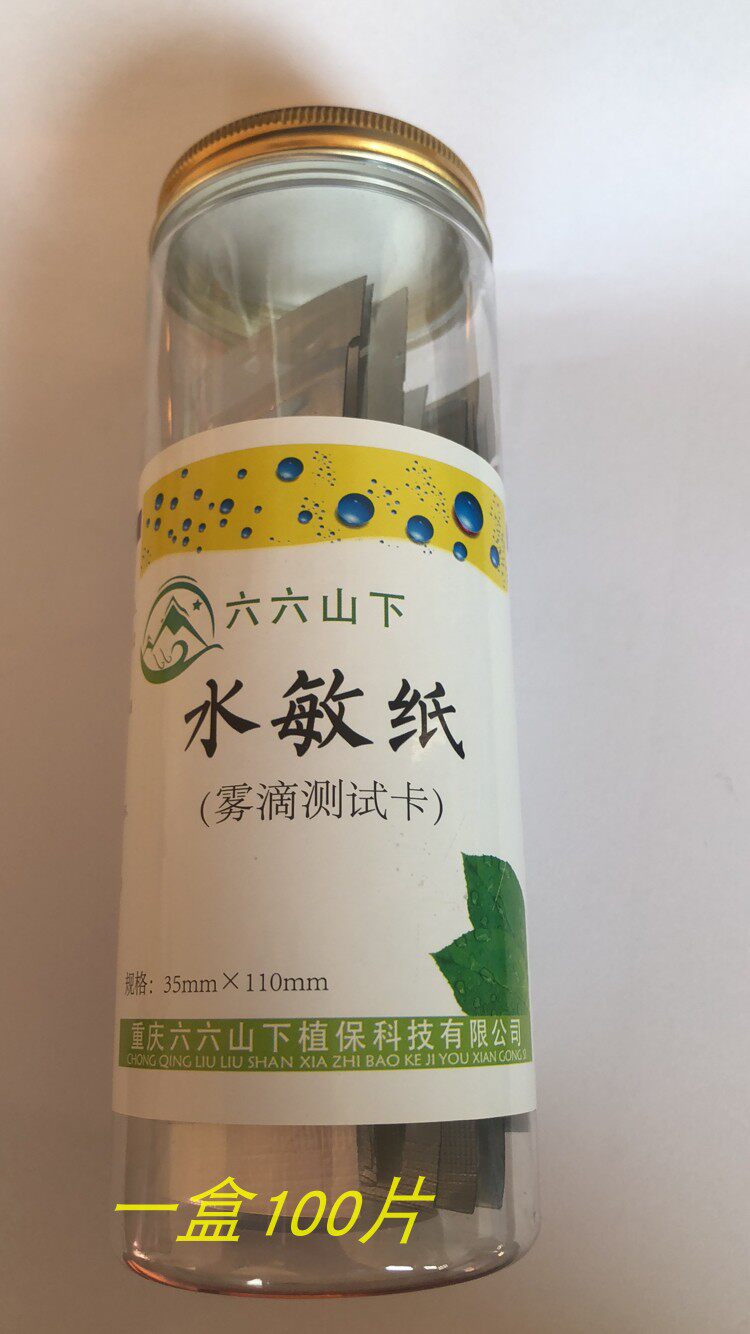 六六山下
水敏纸
(雾滴测试卡)
规格：35mm×110mm
重庆六六山下植保科技有限公司
CHONG QING LIU LIU SHAN XIA ZHI BAO KE JI YOU XIAN GONG SI
一盒100片